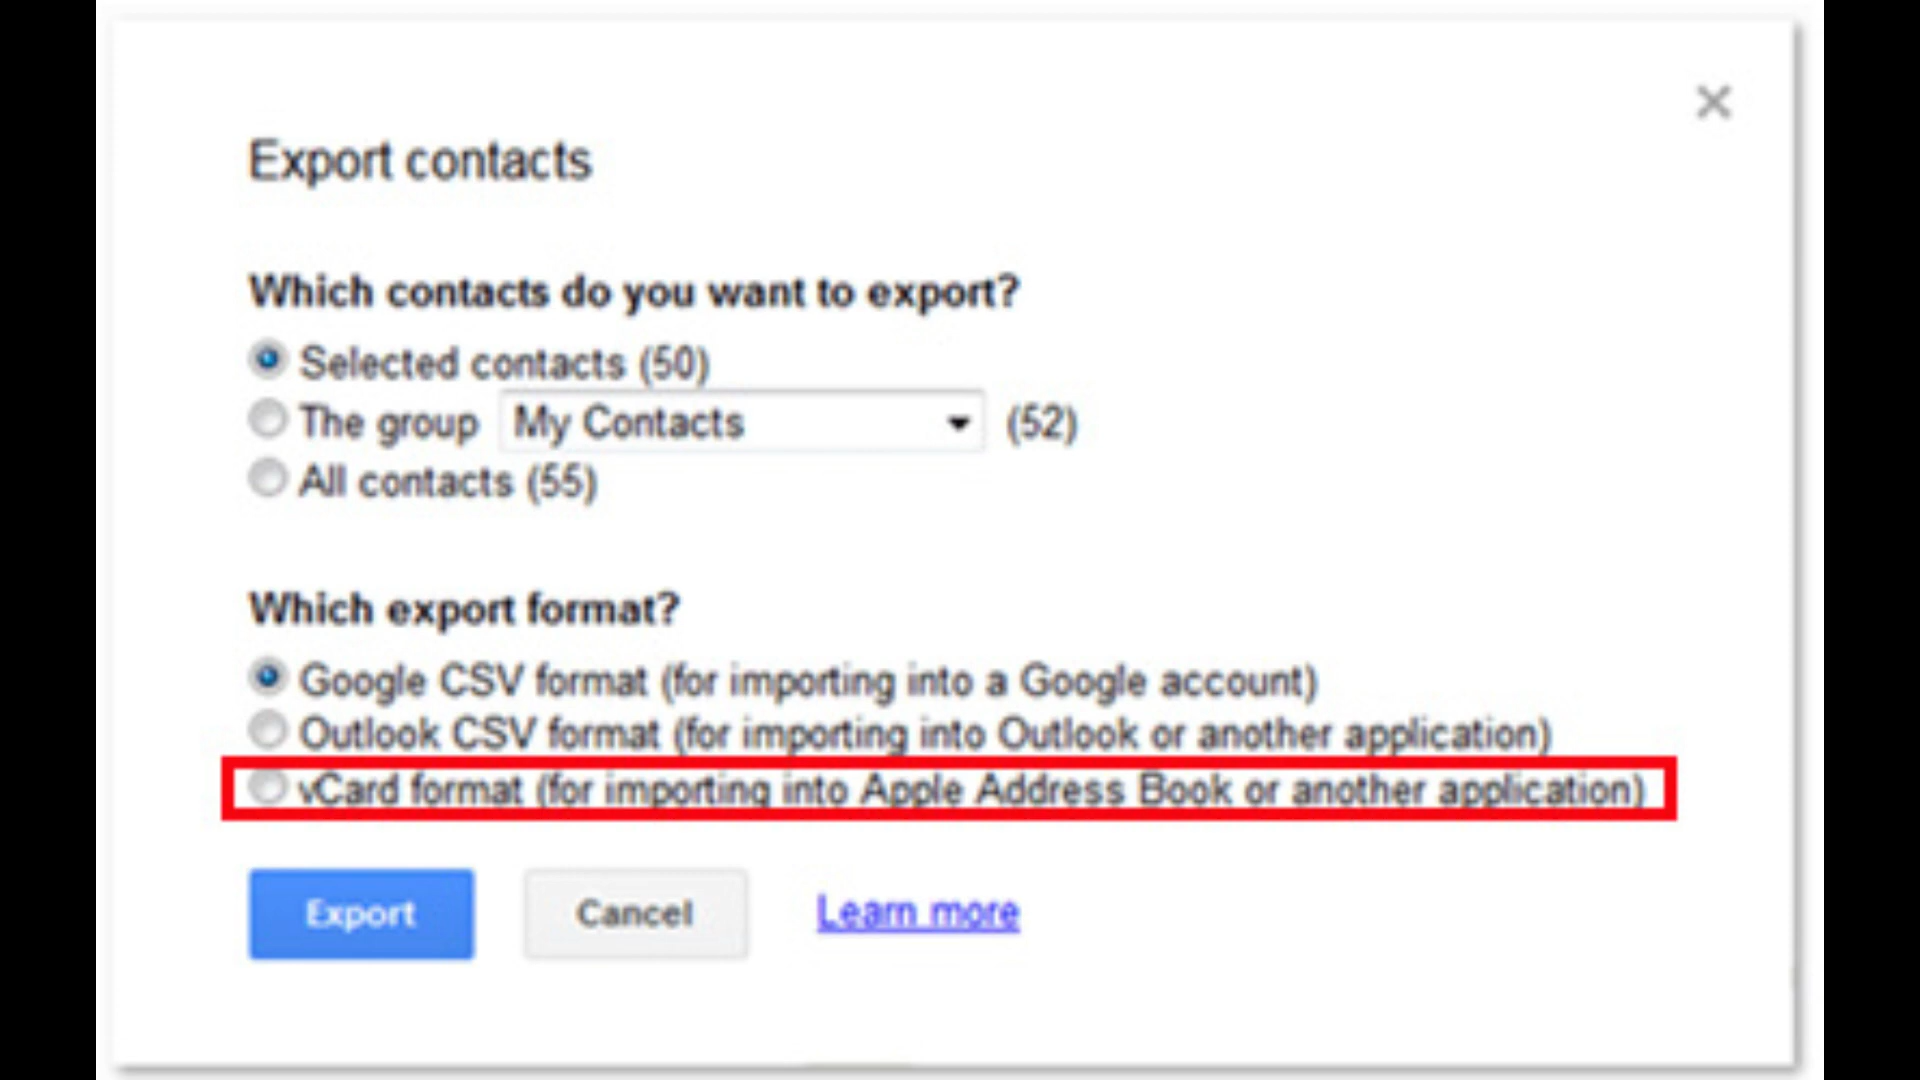 Export contacts
Which contacts do you want to export?
Selected contacts (50)
The group My Contacts (52)
All contacts (55)
Which export format?
Google CSV format (for importing into a Google account)
Outlook CSV format (for importing into Outlook or another application)
vCard format (for importing into Apple Address Book or another application)
Export Cancel Learn more